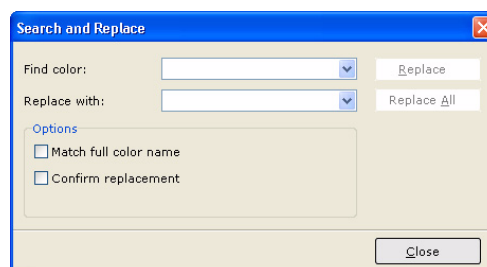 Search and Replace
Find color:
Replace
Replace with:
Replace All
Options
Match full color name
Confirm replacement
Close